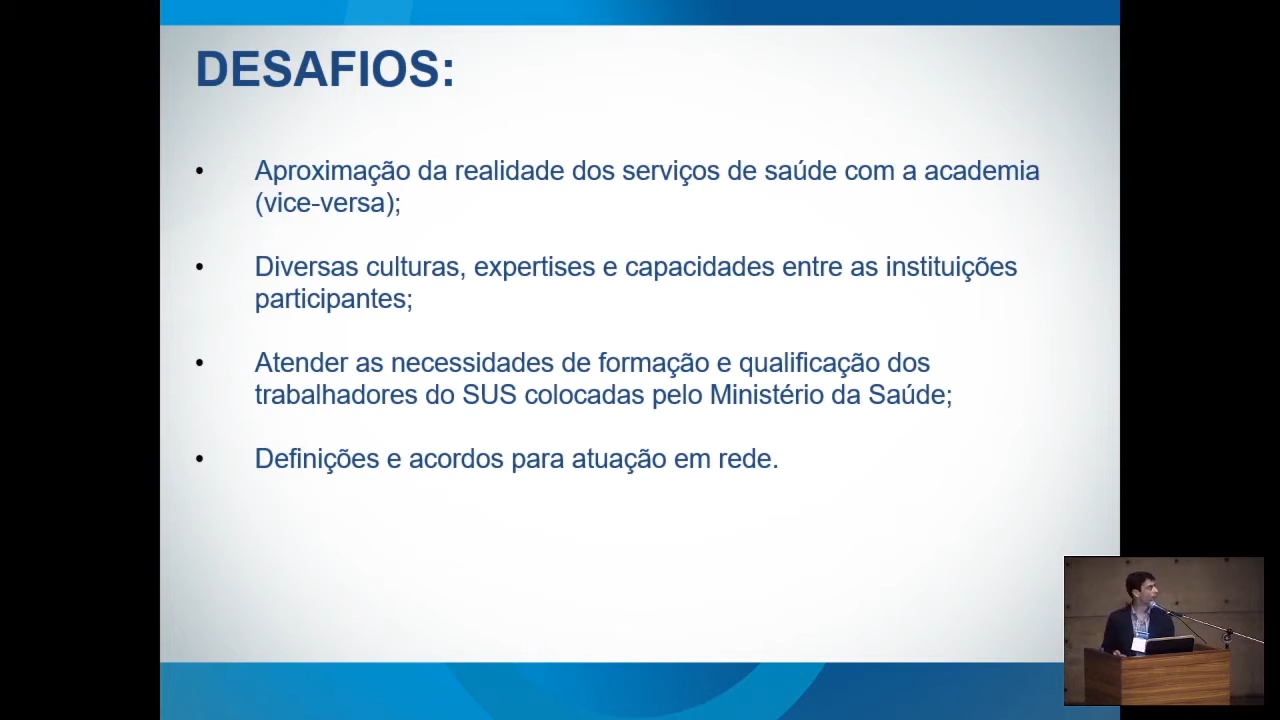 DESAFIOS:
• Aproximação da realidade dos serviços de saúde com a academia
(vice-versa);
• Diversas culturas, expertises e capacidades entre as instituições
participantes;
• Atender as necessidades de formação e qualificação dos
trabalhadores do SUS colocadas pelo Ministério da Saúde;
• Definições e acordos para atuação em rede.